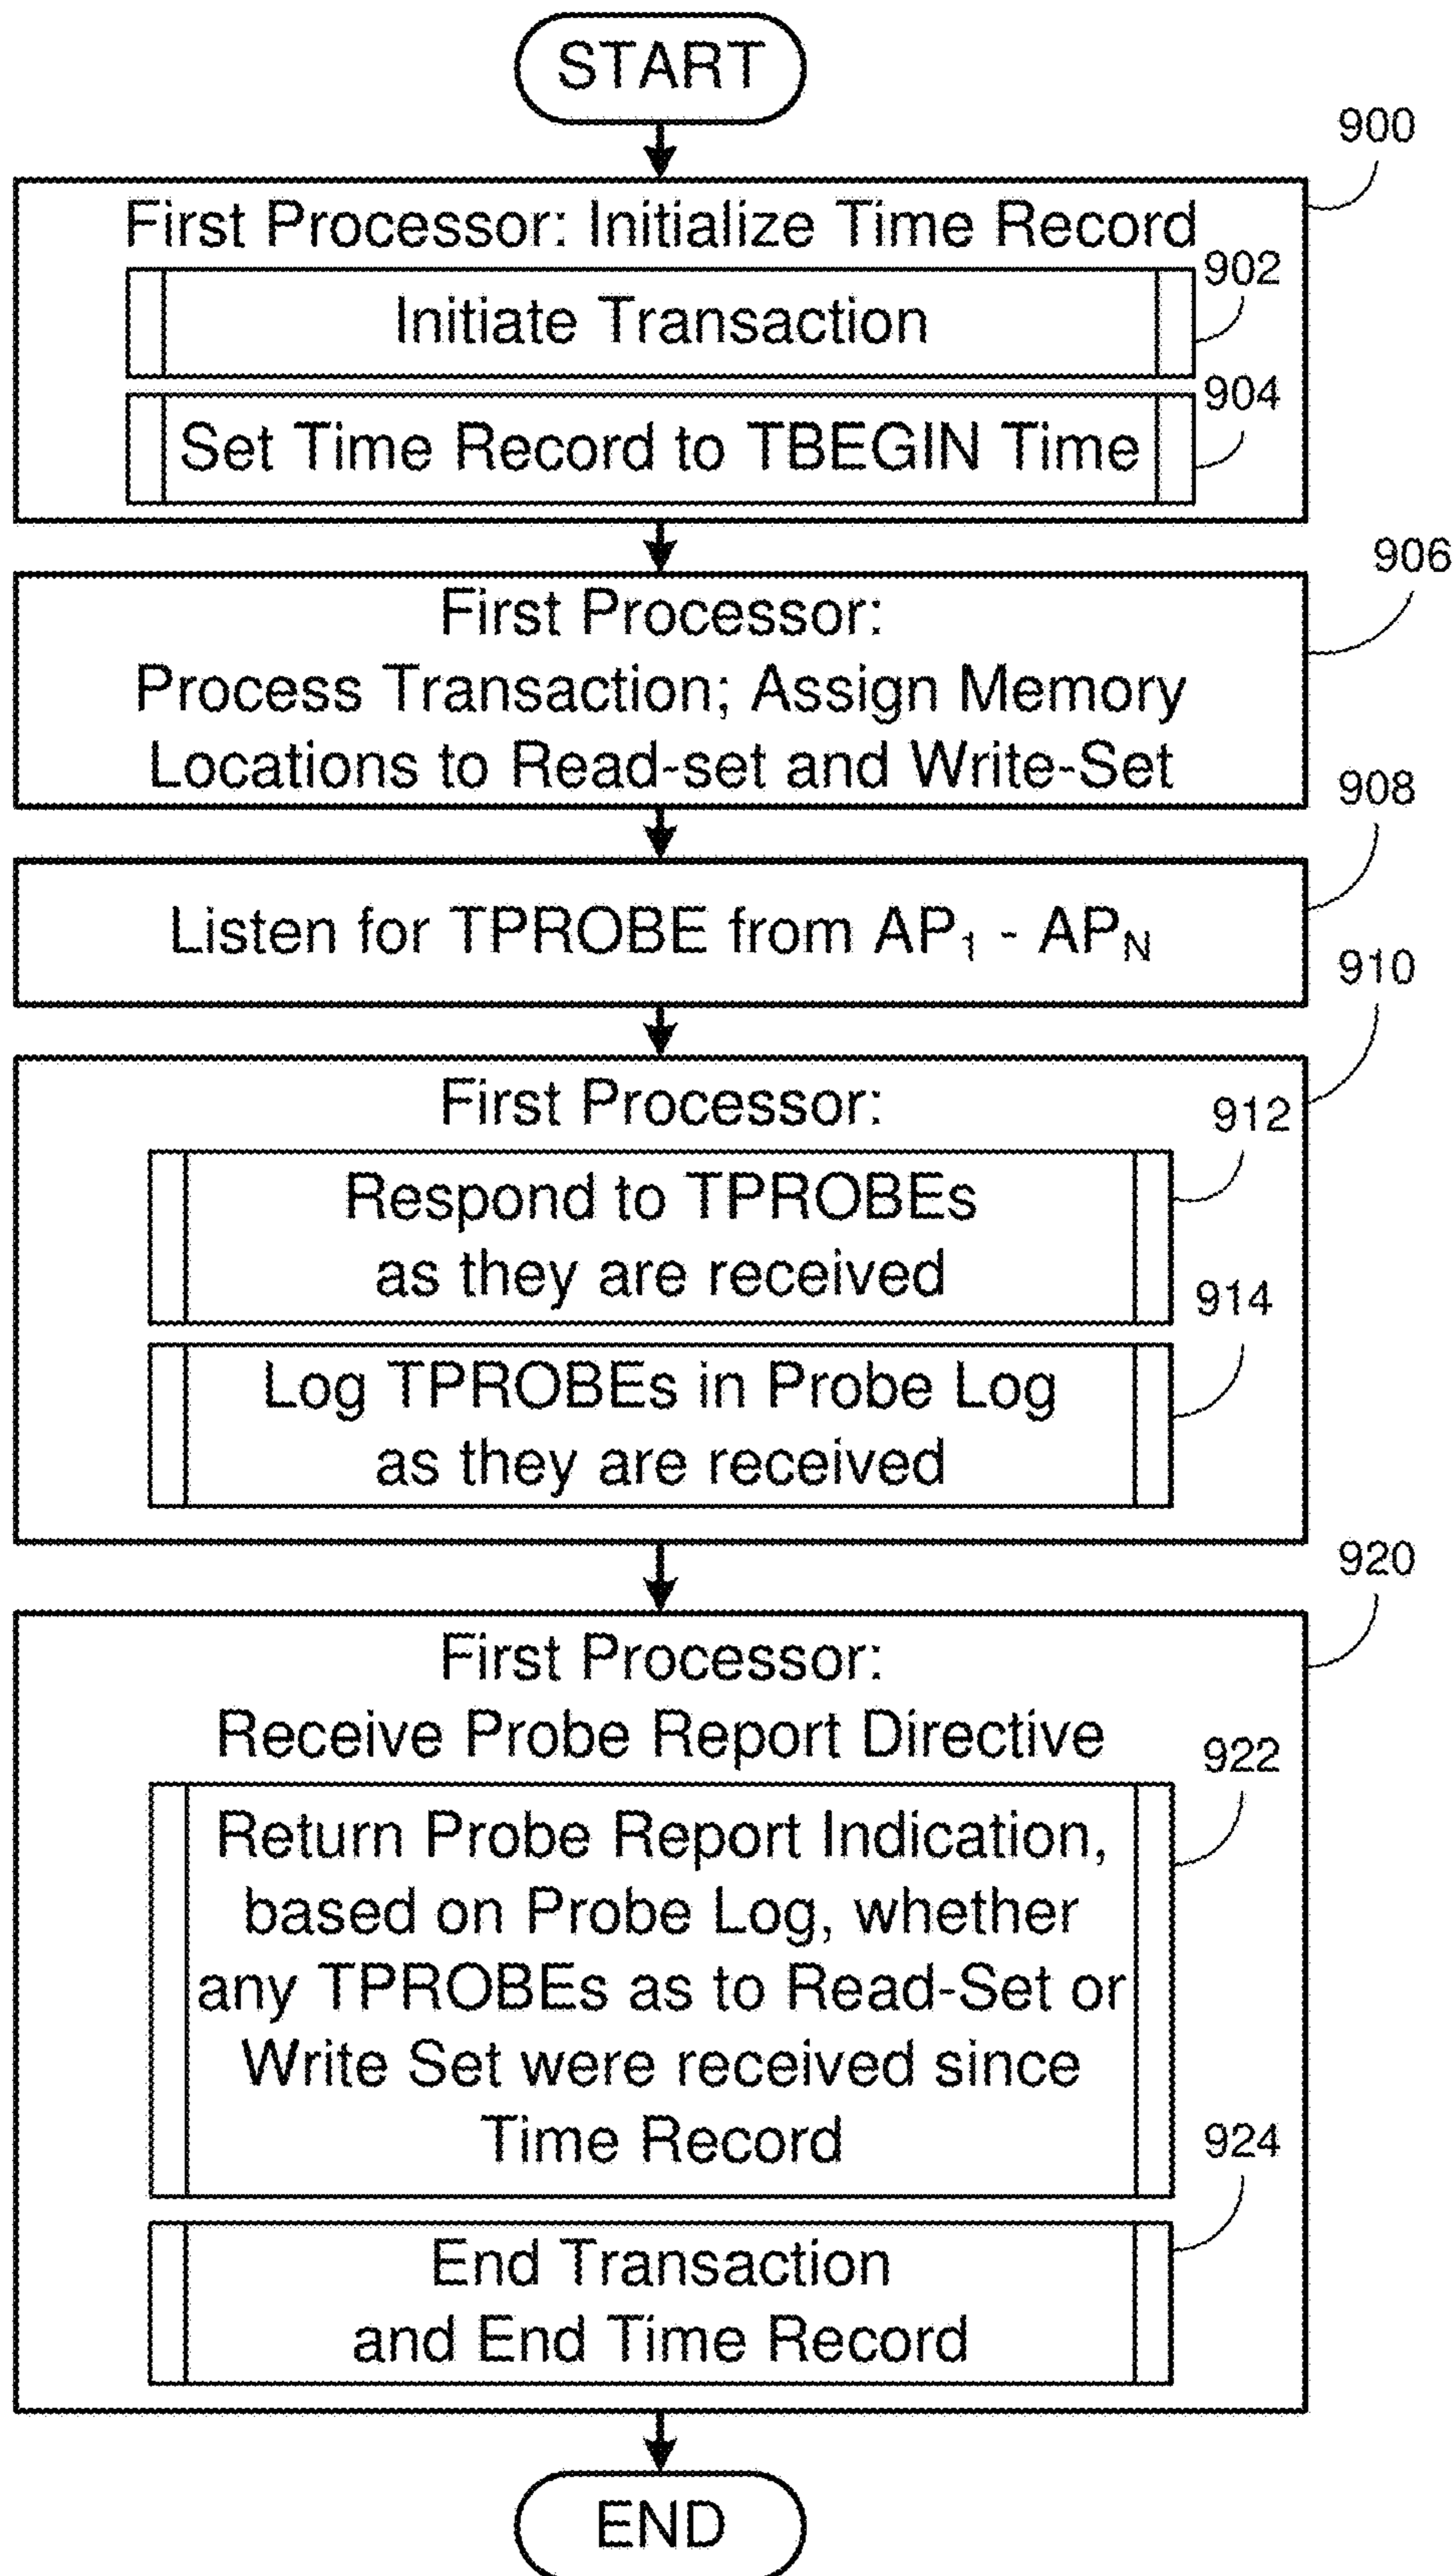 START
900
First Processor: Initialize Time Record
902
Initiate Transaction
904
Set Time Record to TBEGIN Time
906
First Processor:
Process Transaction; Assign Memory
Locations to Read-set and Write-Set
908
Listen for TPROBE from AP₁ - APN
910
First Processor:
912
Respond to TPROBEs
as they are received
914
Log TPROBEs in Probe Log
as they are received
920
First Processor:
Receive Probe Report Directive
922
Return Probe Report Indication,
based on Probe Log, whether
any TPROBEs as to Read-Set or
Write Set were received since
Time Record
924
End Transaction
and End Time Record
END